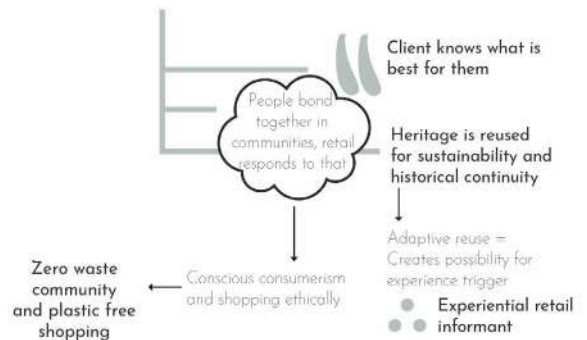 Client knows what is
best for them
People bond
together in
communities, retail
responds to that
Heritage is reused
for sustainability and
historical continuity
Adaptive reuse =
Creates possibility for
experience trigger
Zero waste
community
and plastic free
shopping
Conscious consumerism
and shopping ethically
Experiential retail
informant